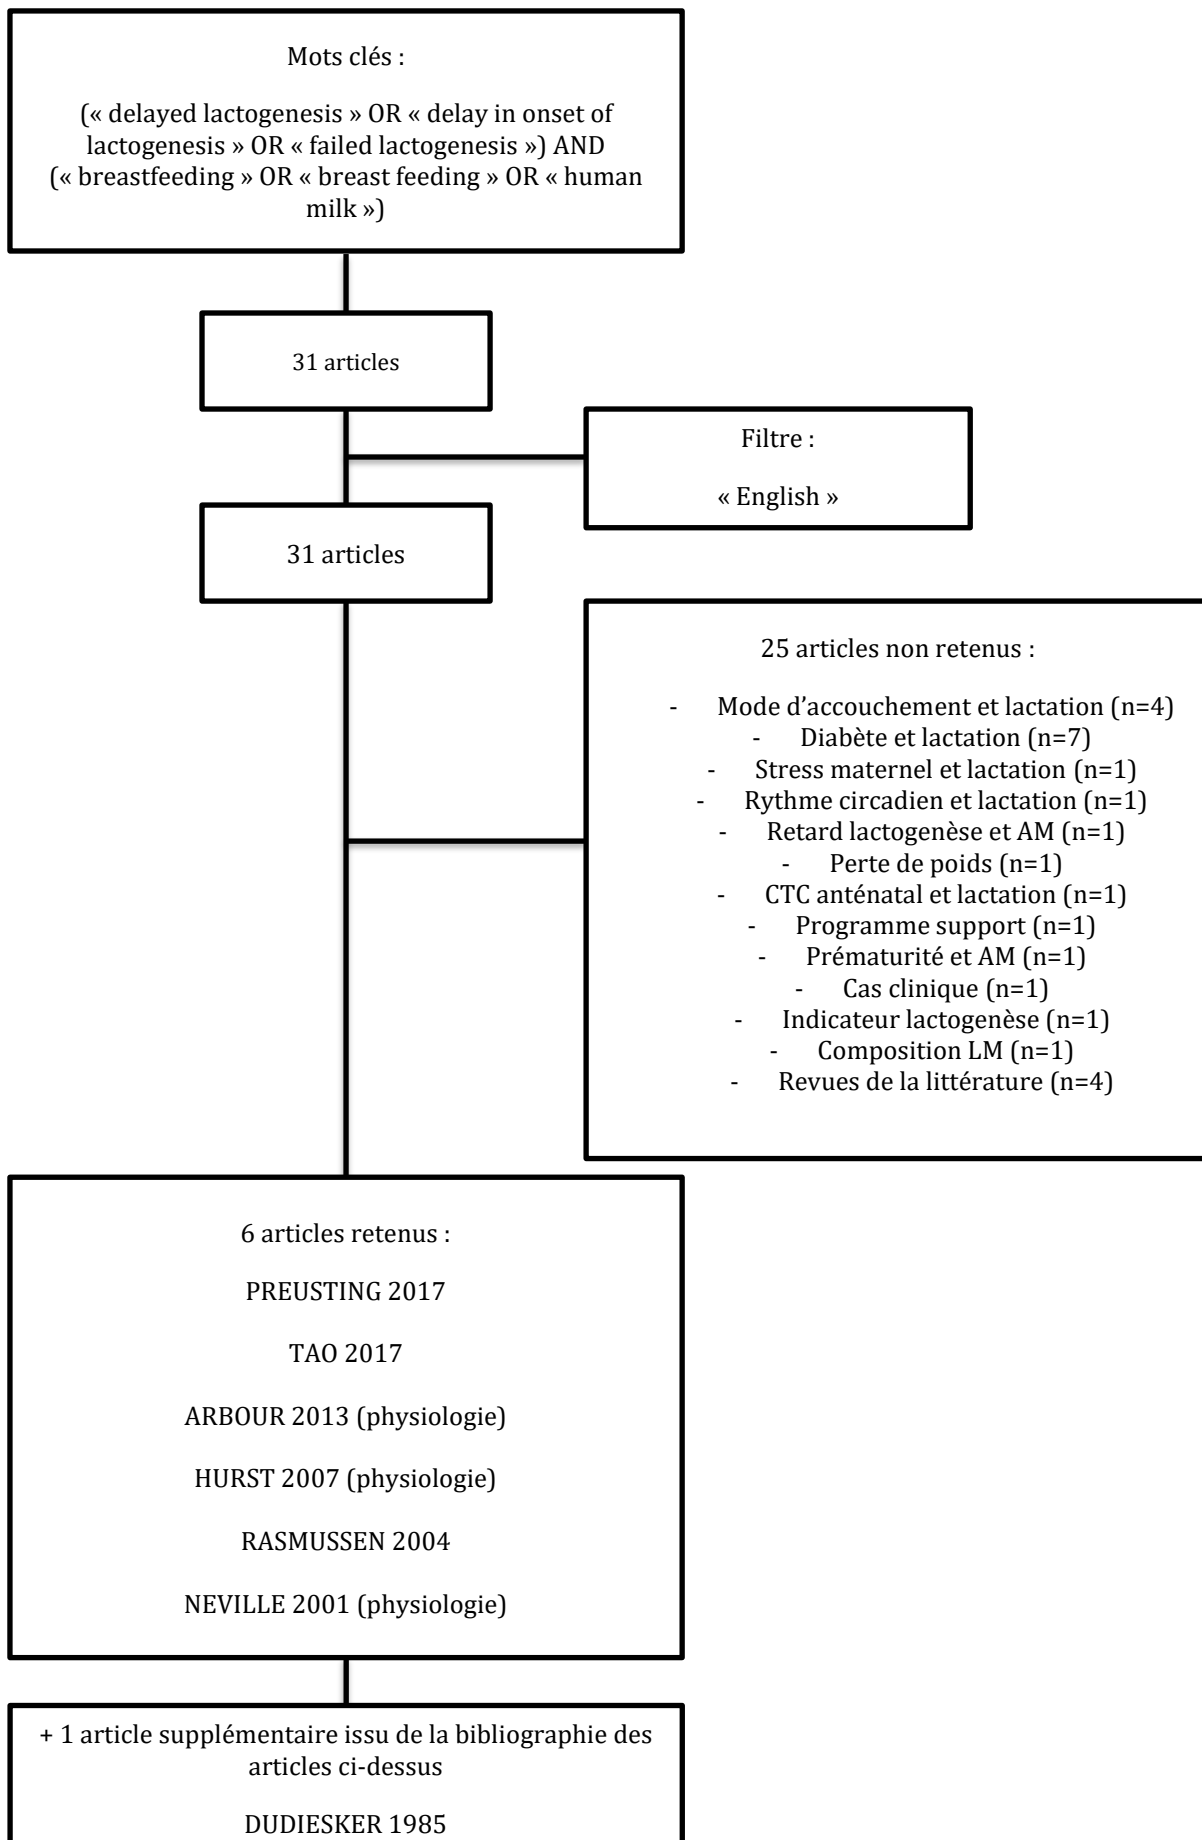 Mots clés :
(« delayed lactogenesis » OR « delay in onset of
lactogenesis » OR « failed lactogenesis ») AND
(« breastfeeding » OR « breast feeding » OR « human
milk »)
31 articles
Filtre :
« English »
31 articles
25 articles non retenus :
- Mode d’accouchement et lactation (n=4)
- Diabète et lactation (n=7)
- Stress maternel et lactation (n=1)
- Rythme circadien et lactation (n=1)
- Retard lactogenèse et AM (n=1)
- Perte de poids (n=1)
- CTC anténatal et lactation (n=1)
- Programme support (n=1)
- Prématurité et AM (n=1)
- Cas clinique (n=1)
- Indicateur lactogenèse (n=1)
- Composition LM (n=1)
- Revues de la littérature (n=4)
6 articles retenus :
PREUSTING 2017
TAO 2017
ARBOUR 2013 (physiologie)
HURST 2007 (physiologie)
RASMUSSEN 2004
NEVILLE 2001 (physiologie)
+ 1 article supplémentaire issu de la bibliographie des
articles ci-dessus
DUDIESKER 1985